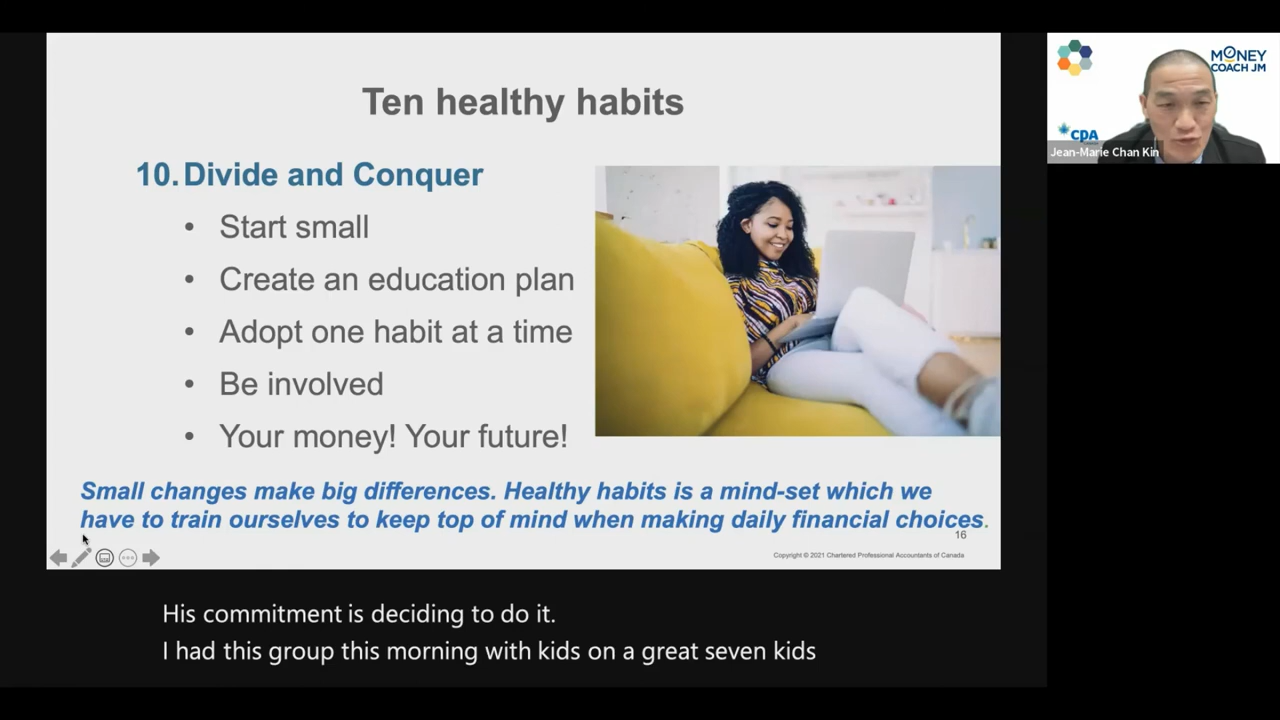 Ten healthy habits
10. Divide and Conquer
• Start small
• Create an education plan
• Adopt one habit at a time
• Be involved
• Your money! Your future!
Small changes make big differences. Healthy habits is a mind-set which we
have to train ourselves to keep top of mind when making daily financial choices.
16
Copyright © 2021 Chartered Professional Accountants of Canada
MONEY
COACH JM
CPA
Jean-Marie Chan Kin
His commitment is deciding to do it.
I had this group this morning with kids on a great seven kids